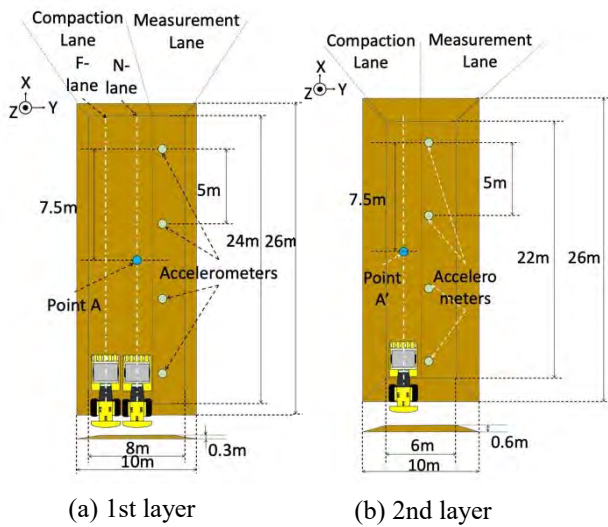 Compaction
Lane
Measurement
Lane
F-
lane
N-
lane
X
Z
Y
7.5m
5m
24m
26m
Accelerometers
Point A
0.3m
8m
10m
(a) 1st layer
Compaction
Lane
Measurement
Lane
X
Z
Y
7.5m
5m
22m
26m
Point
A’
Accelero
meters
0.6m
6m
10m
(b) 2nd layer